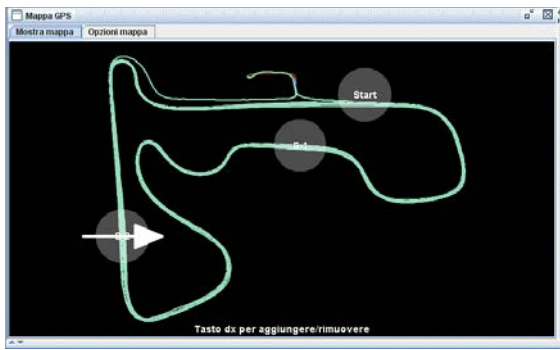 Mappa GPS
Mostra mappa Opzioni mappa
Start
S-1
Tasto dx per aggiungere/rimuovere